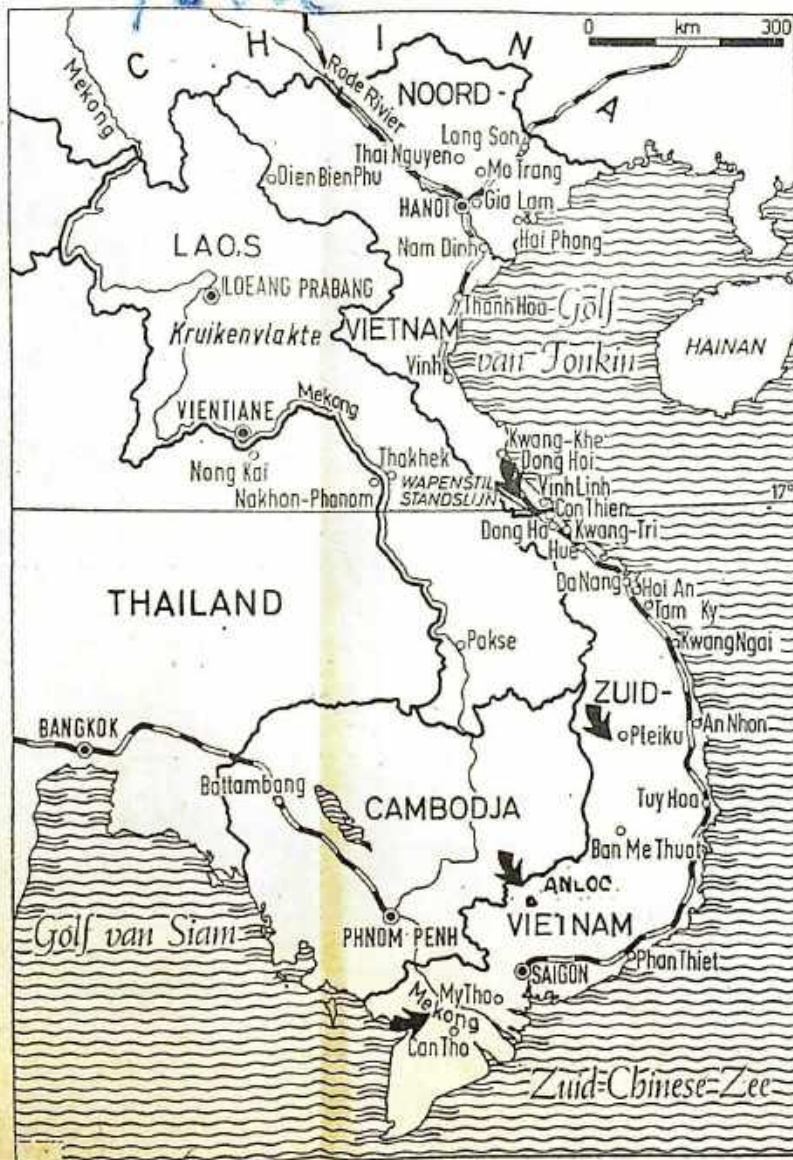 0 km 300
C H I N A
Mekong
Rode Rivier
NOORD-
Lang Son
Thai Nguyen
Mo Trang
Dien Bien Phu
HANOI
Gia Lam
Hai Phong
Nam Dinh
LAOS
LOEANG PRABANG
Thanh Hoa
Golf
van Tonkin
Kruikenvlakte
VIETNAM
HAINAN
Vinh
Mekong
VIENTIANE
Kwang-Khe
Dong Hoi
Nong Kai
Thakhek
WAPENSTIL
STANDSLIJN
Nakhon-Phanom
Vinh Linh
17°
Con Thien
Dong Ha
Kwang-Tri
Hue
Da Nang
Hoi An
Tam Ky
THAILAND
Kwang Ngai
Pakse
ZUID-
BANGKOK
Pleiku
An Nhon
Battambang
CAMBODJA
Tuy Hoa
Ban Me Thuot
ANLOC.
Golf van Siam
PHNOM PENH
VIETNAM
SAIGON
Phan Thiet
My Tho
Mekong
Can Tho
Zuid-Chinese Zee